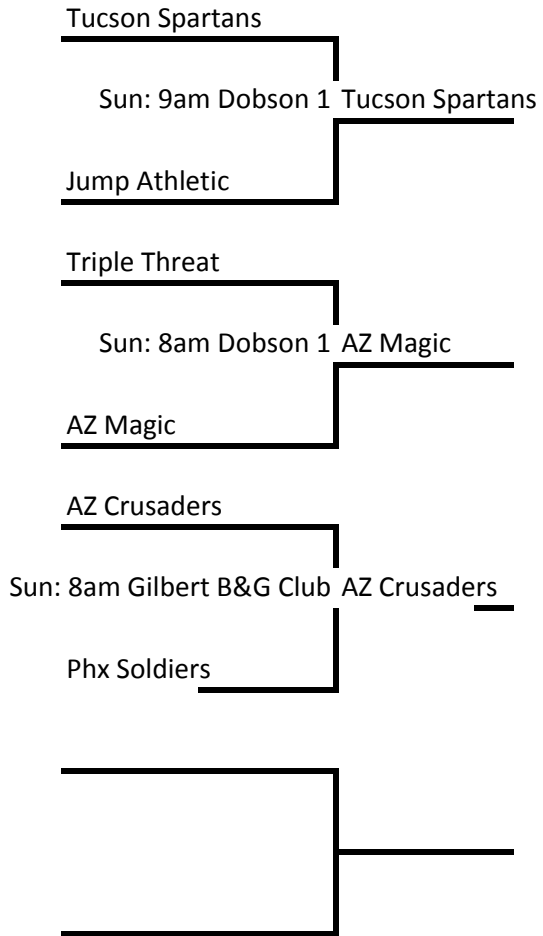 Tucson Spartans
Sun: 9am Dobson 1 Tucson Spartans
Jump Athletic
Triple Threat
Sun: 8am Dobson 1 AZ Magic
AZ Magic
AZ Crusaders
Sun: 8am Gilbert B&G Club AZ Crusaders
Phx Soldiers